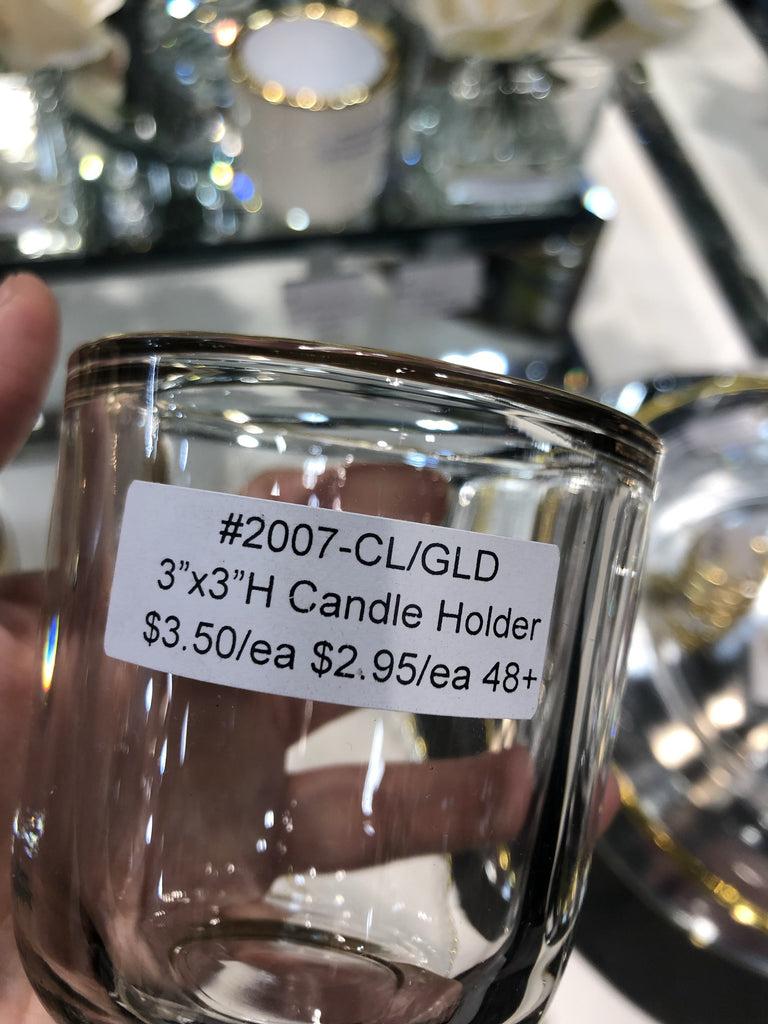 #2007-CL/GLD
3”x3”H Candle Holder
$3.50/ea $2.95/ea 48+